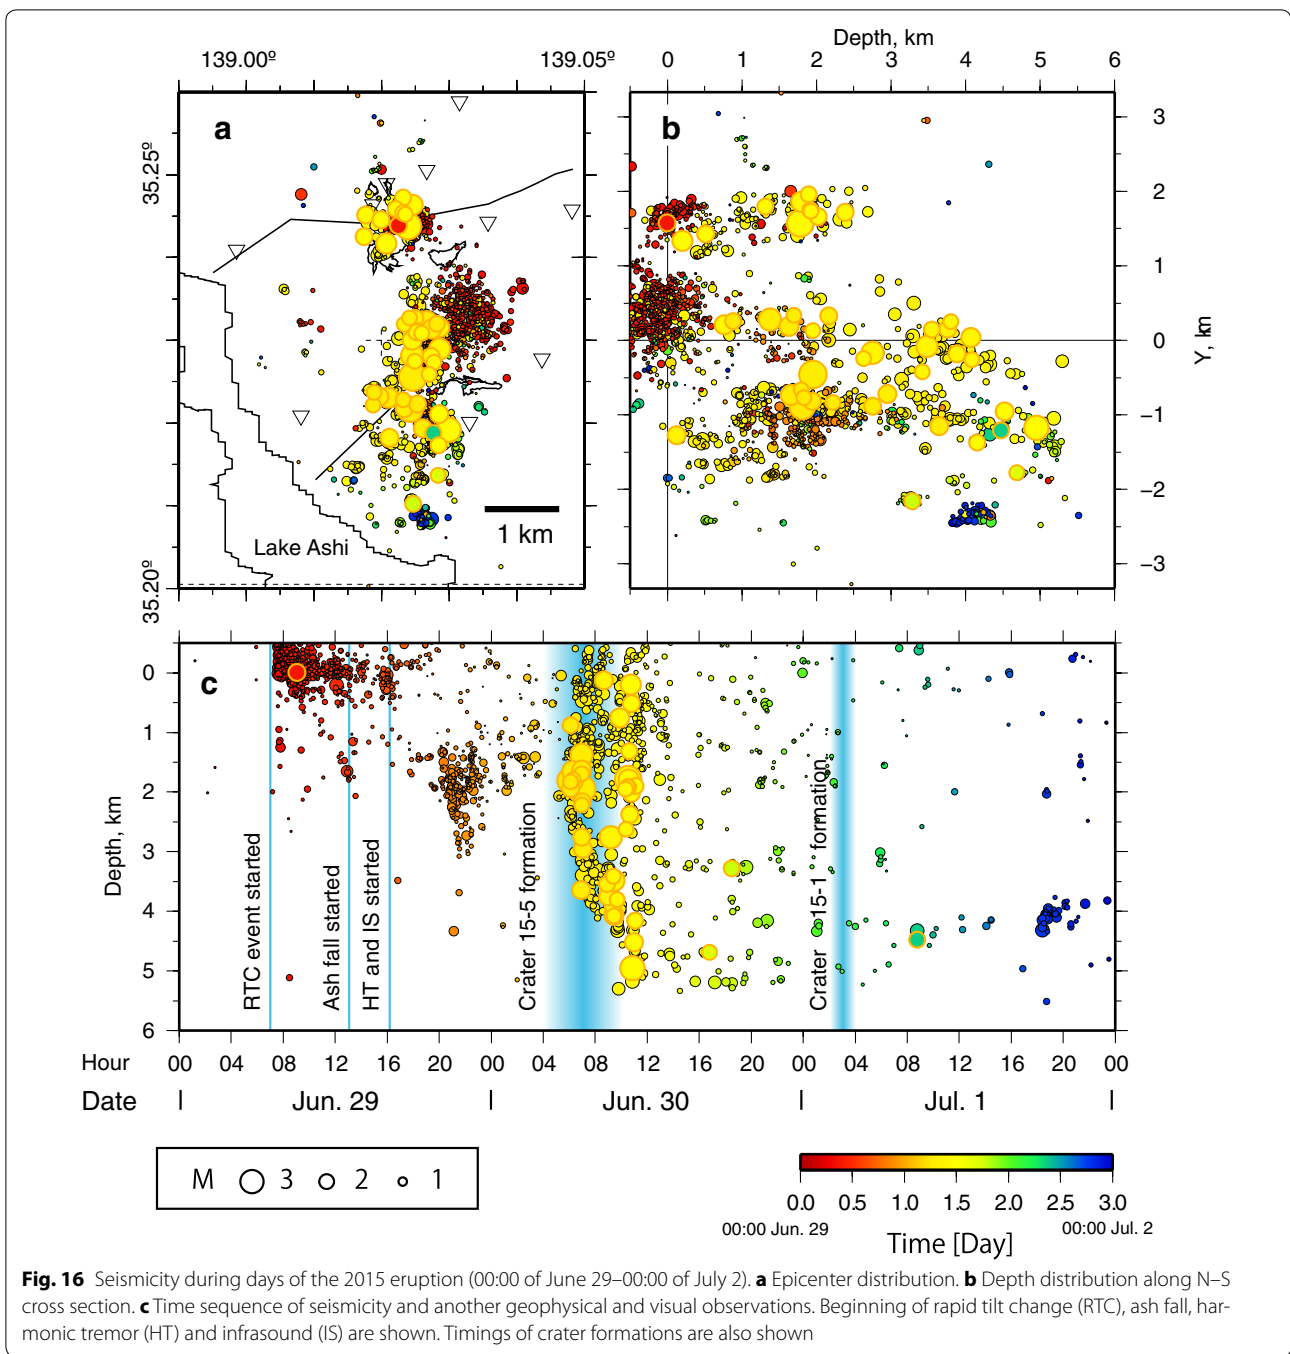 139.00º 139.05º
Depth, km
0 1 2 3 4 5 6
a
b
35.25º
35.20º
3
2
1
0
−1
−2
−3
Y, km
1 km
Lake Ashi
c
0
1
2
3
4
5
6
Depth, km
RTC event started
Ash fall started
HT and IS started
Crater 15-5 formation
Crater 15-1 formation
Hour 00 04 08 12 16 20 00 04 08 12 16 20 00 04 08 12 16 20 00
Date Jun. 29 Jun. 30 Jul. 1
M 3 2 1
0.0 0.5 1.0 1.5 2.0 2.5 3.0
00:00 Jun. 29 00:00 Jul. 2
Time [Day]
Fig. 16 Seismicity during days of the 2015 eruption (00:00 of June 29–00:00 of July 2). a Epicenter distribution. b Depth distribution along N–S
cross section. c Time sequence of seismicity and another geophysical and visual observations. Beginning of rapid tilt change (RTC), ash fall, har-
monic tremor (HT) and infrasound (IS) are shown. Timings of crater formations are also shown